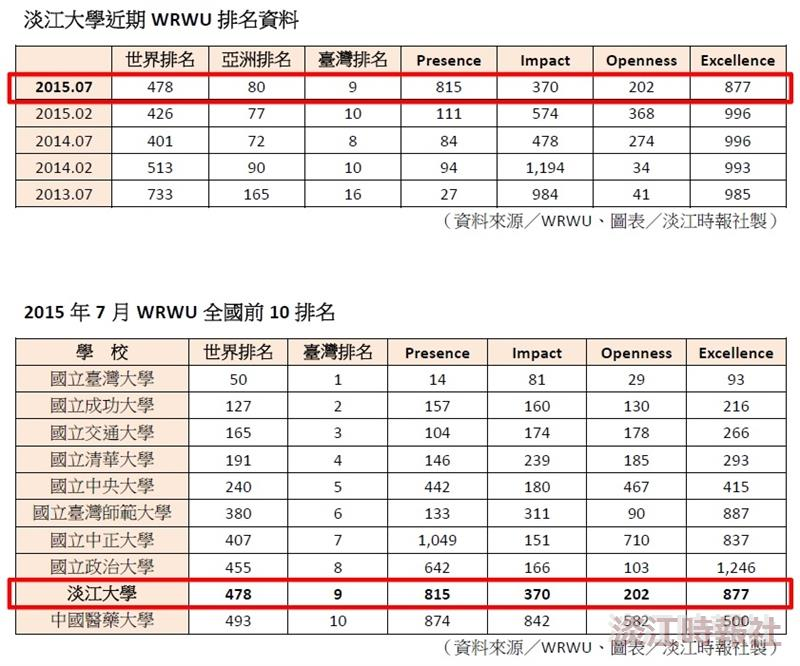 淡江大學近期 WRWU 排名資料
世界排名 亞洲排名 臺灣排名 Presence Impact Openness Excellence
2015.07 478 80 9 815 370 202 877
2015.02 426 77 10 111 574 368 996
2014.07 401 72 8 84 478 274 996
2014.02 513 90 10 94 1,194 34 993
2013.07 733 165 16 27 984 41 985
（資料來源／WRWU、圖表／淡江時報社製）
2015 年 7 月 WRWU 全國前 10 排名
學 校 世界排名 臺灣排名 Presence Impact Openness Excellence
國立臺灣大學 50 1 14 81 29 93
國立成功大學 127 2 157 160 130 216
國立交通大學 165 3 104 174 178 266
國立清華大學 191 4 146 239 185 293
國立中央大學 240 5 442 180 467 415
國立臺灣師範大學 380 6 133 311 90 887
國立中正大學 407 7 1,049 151 710 837
國立政治大學 455 8 642 166 103 1,246
淡江大學 478 9 815 370 202 877
中國醫藥大學 493 10 874 842 582 500
淡江時報社
（資料來源／WRWU、圖表／淡江時報社製）